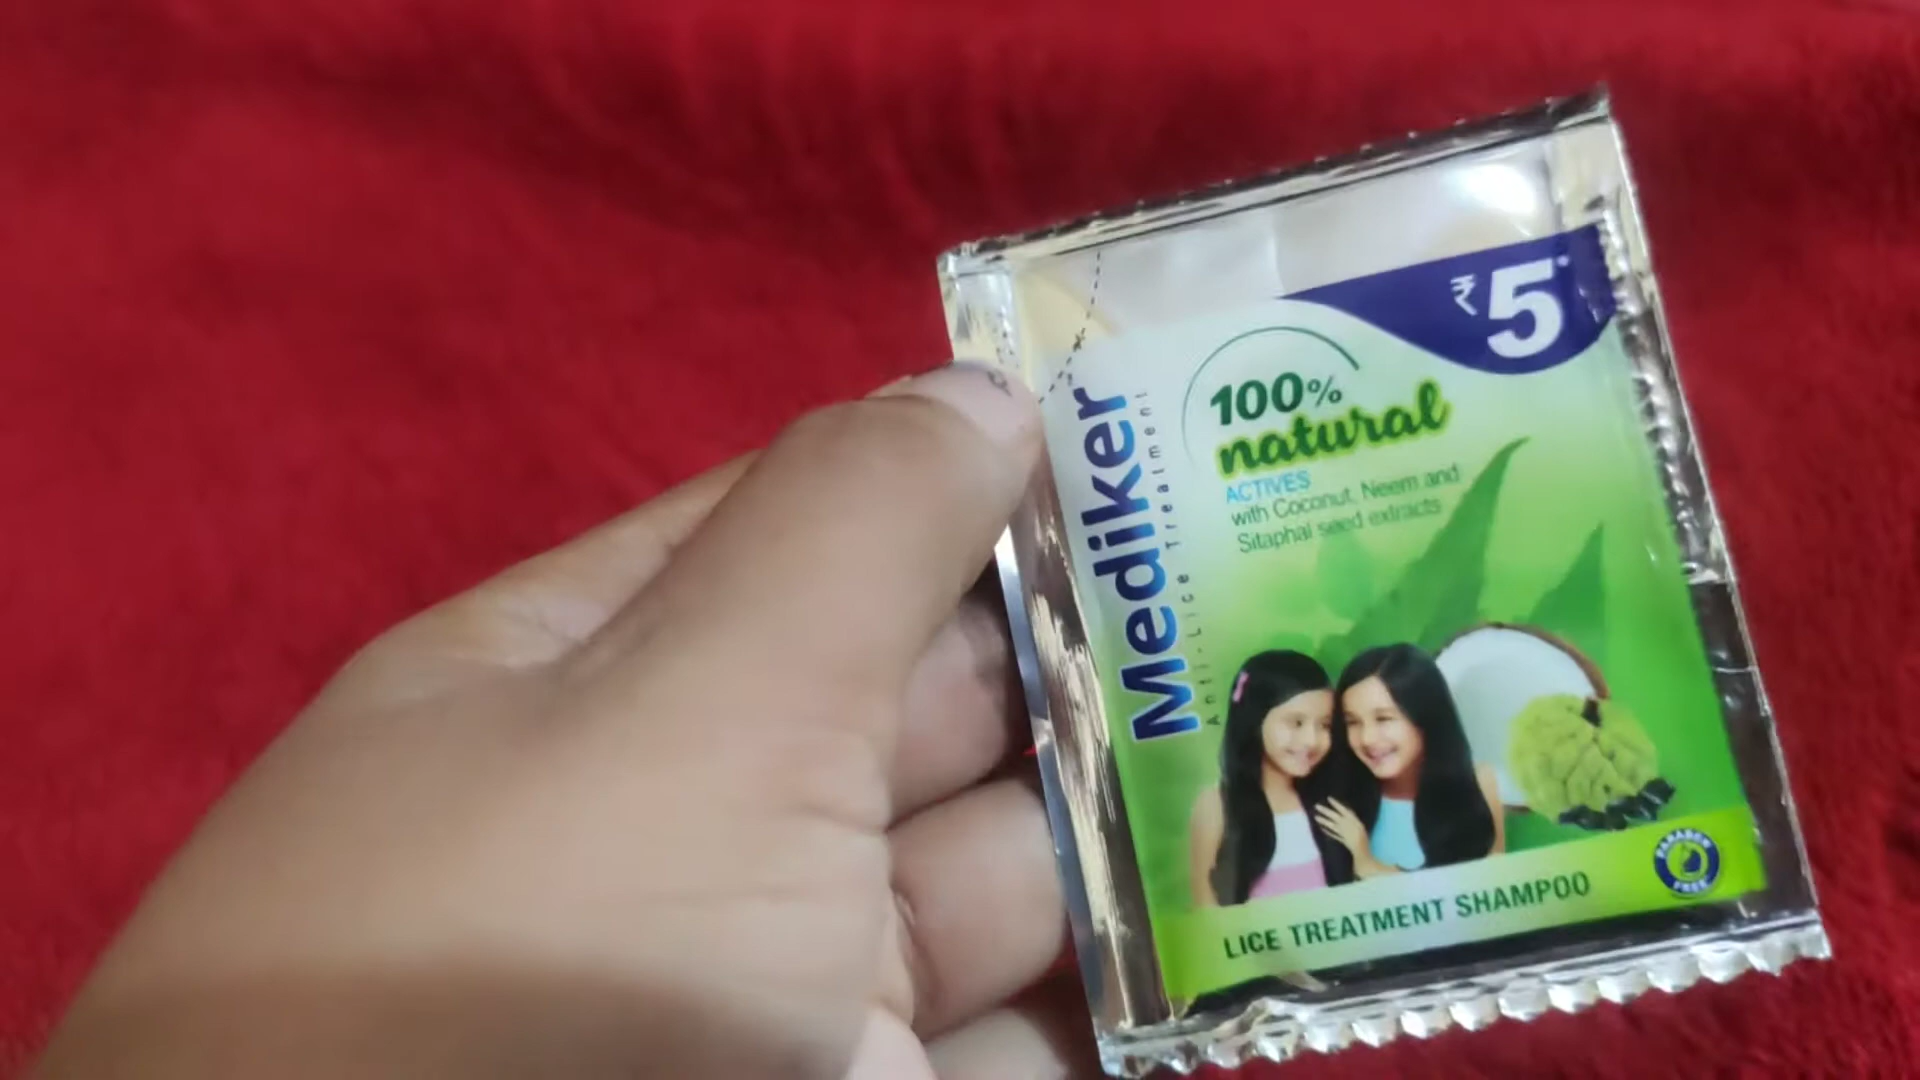 ₹5*
100%
natural
ACTIVES
with Coconut, Neem and
Sitaphal seed extracts
Mediker
Anti-Lice Treatment
LICE TREATMENT SHAMPOO
PARABEN
FREE